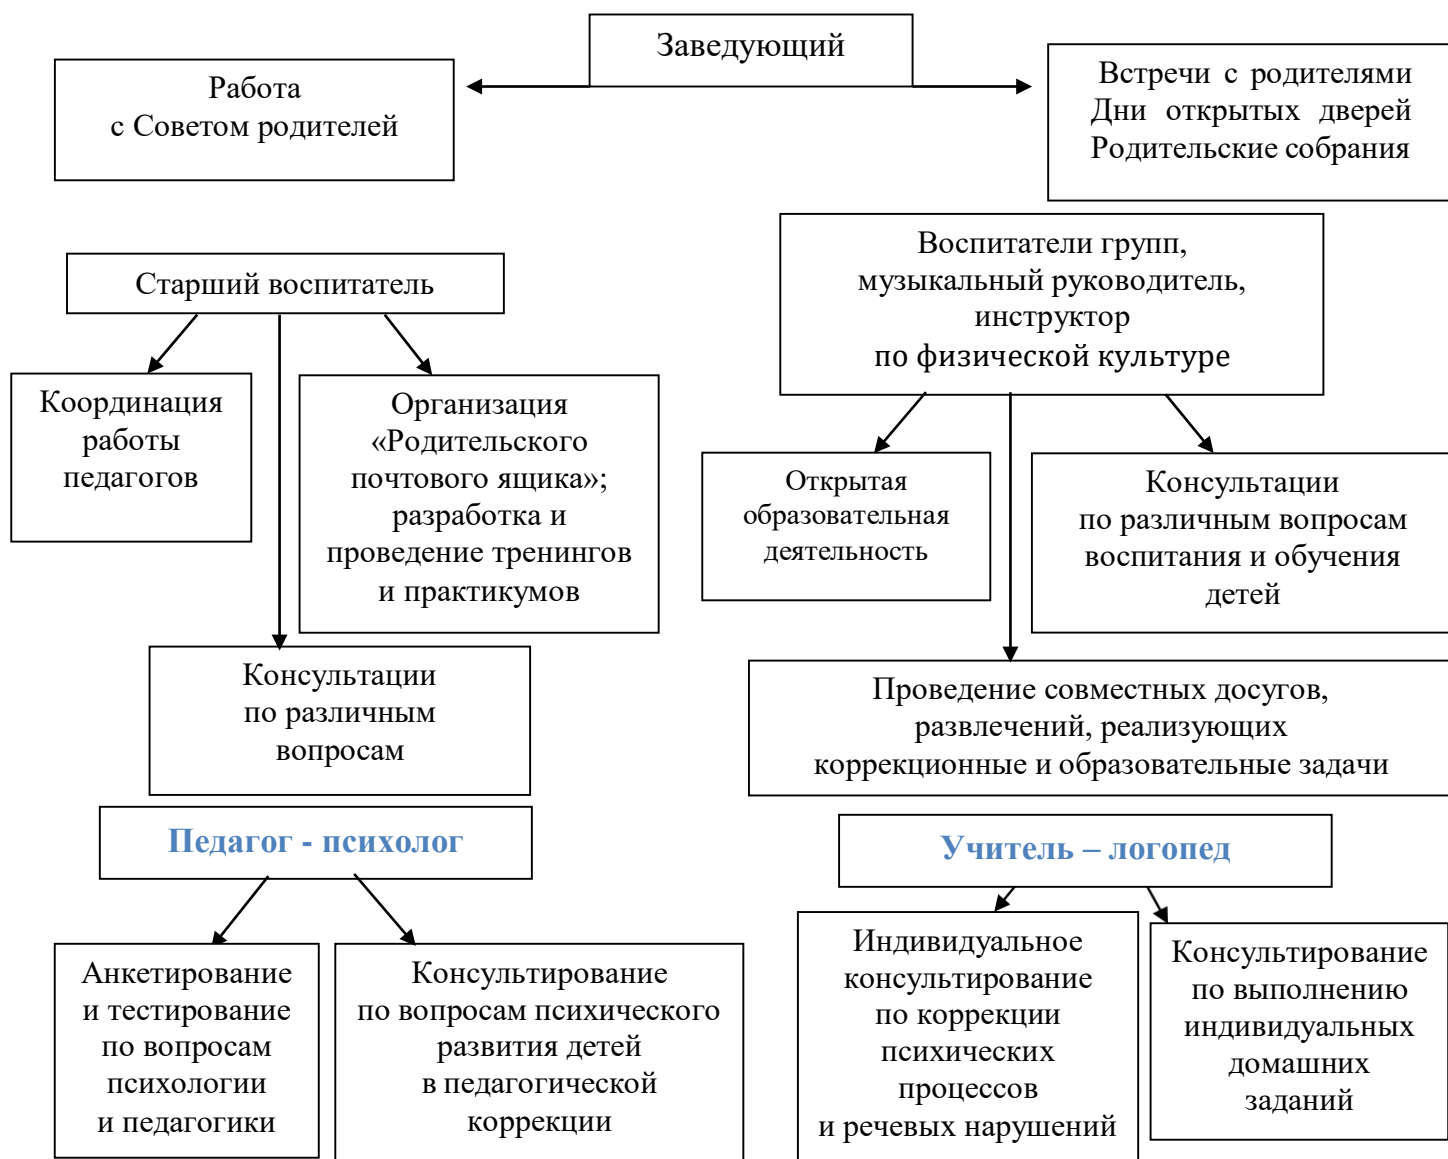 Заведующий
Работа
с Советом родителей
Встречи с родителями
Дни открытых дверей
Родительские собрания
Старший воспитатель
Координация
работы
педагогов
Организация
«Родительского
почтового ящика»;
разработка и
проведение тренингов
и практикумов
Консультации
по различным
вопросам
Воспитатели групп,
музыкальный руководитель,
инструктор
по физической культуре
Открытая
образовательная
деятельность
Консультации
по различным вопросам
воспитания и обучения
детей
Проведение совместных досугов,
развлечений, реализующих
коррекционные и образовательные задачи
Педагог - психолог
Анкетирование
и тестирование
по вопросам
психологии
и педагогики
Консультирование
по вопросам психического
развития детей
в педагогической
коррекции
Учитель – логопед
Индивидуальное
консультирование
по коррекции
психических
процессов
и речевых нарушений
Консультирование
по выполнению
индивидуальных
домашних
заданий